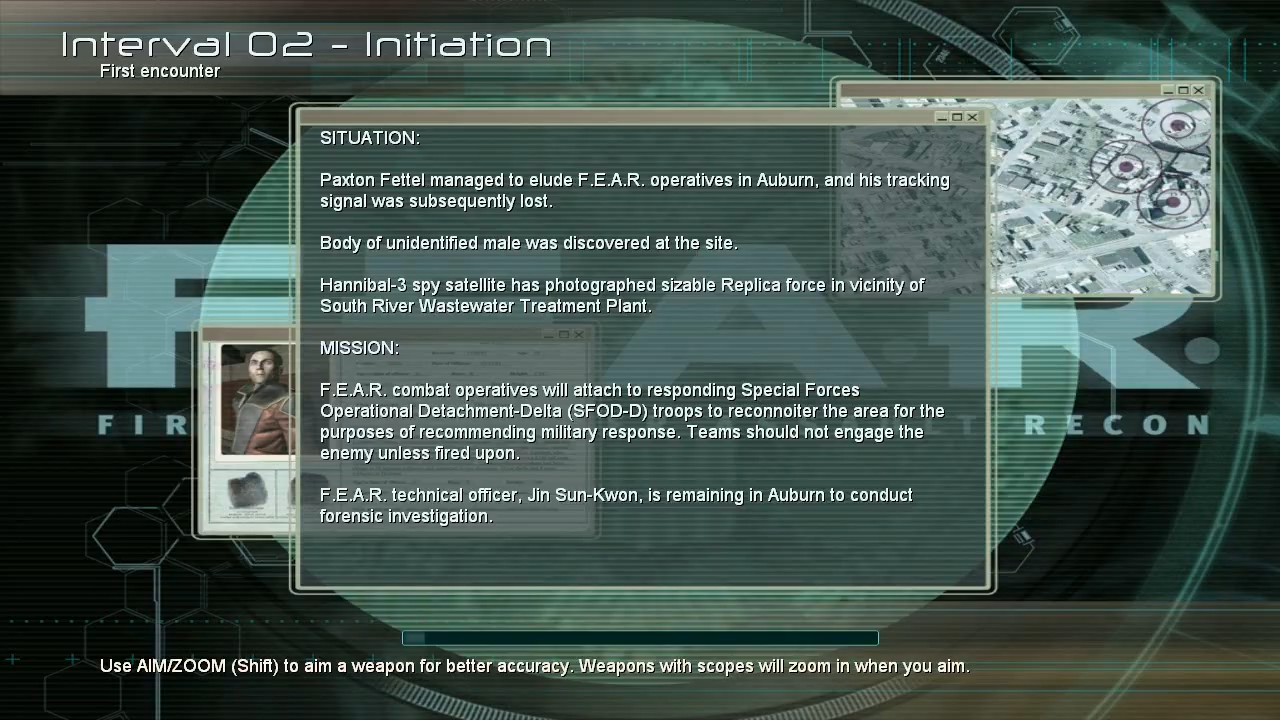 Interval 02 - Initiation
First encounter
SITUATION:
Paxton Fettel managed to elude F.E.A.R. operatives in Auburn, and his tracking
signal was subsequently lost.
Body of unidentified male was discovered at the site.
Hannibal-3 spy satellite has photographed sizable Replica force in vicinity of
South River Wastewater Treatment Plant.
MISSION:
F.E.A.R. combat operatives will attach to responding Special Forces
Operational Detachment-Delta (SFOD-D) troops to reconnoiter the area for the
purposes of recommending military response. Teams should not engage the
enemy unless fired upon.
F.E.A.R. technical officer, Jin Sun-Kwon, is remaining in Auburn to conduct
forensic investigation.
F E A R
RECON
Use AIM/ZOOM (Shift) to aim a weapon for better accuracy. Weapons with scopes will zoom in when you aim.